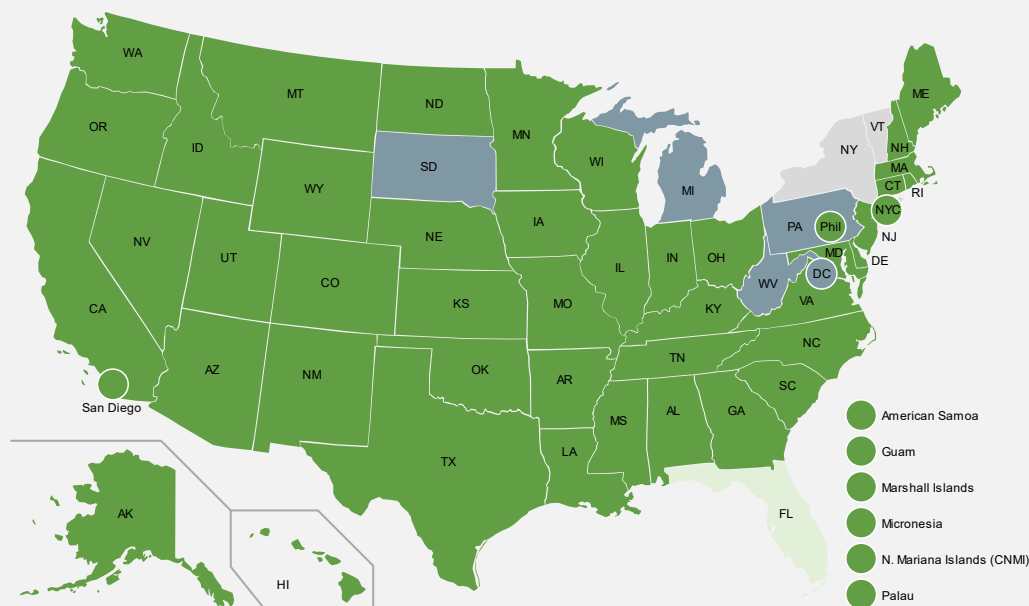 WA
MT
ND
ME
OR
ID
MN
VT
NH
NY
SD
WI
MI
MA
WY
CT
RI
IA
NYC
PA
Phil
NE
NV
NJ
UT
IL
IN
OH
MD
DE
CO
WV
DC
CA
KS
MO
KY
VA
NC
TN
AZ
NM
OK
AR
SC
San Diego
MS
AL
GA
American Samoa
LA
Guam
TX
Marshall Islands
AK
FL
Micronesia
N. Mariana Islands (CNMI)
HI
Palau